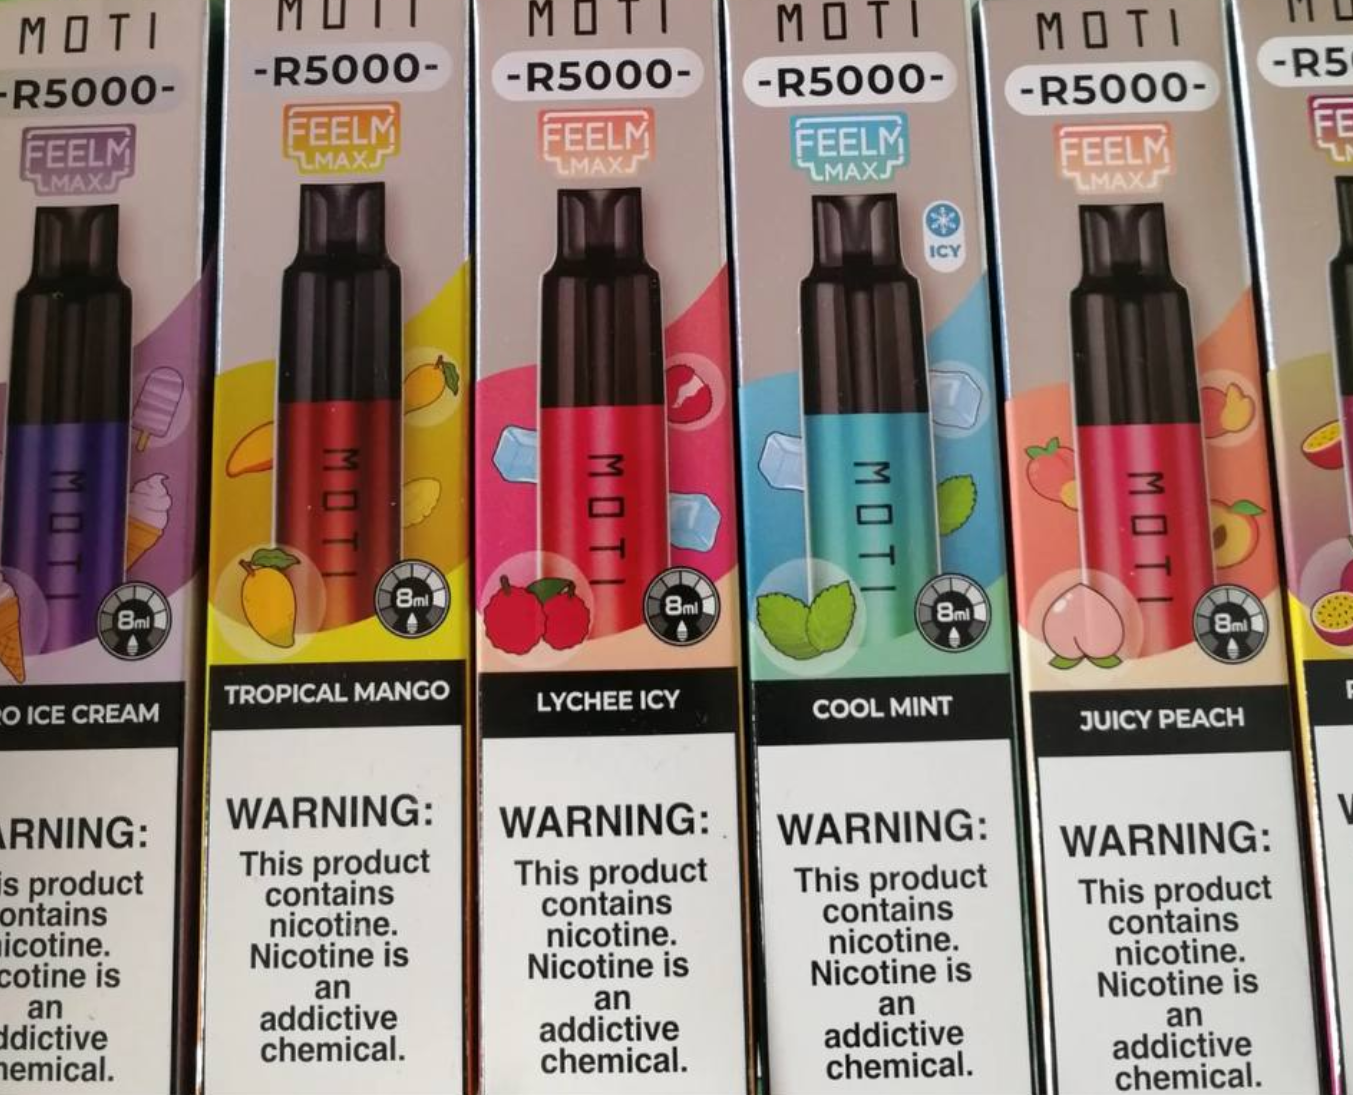 MOTI
-R5000-
FEELM
MAX
MOTI
8ml
ICE CREAM
product
is
an
MOTI
-R5000-
FEELM
MAX
MOTI
8ml
TROPICAL MANGO
WARNING:
This product
contains
nicotine.
Nicotine is
an
addictive
chemical.
MOTI
-R5000-
FEELM
MAX
MOTI
8ml
LYCHEE ICY
WARNING:
This product
contains
nicotine.
Nicotine is
an
addictive
chemical.
MOTI
-R5000-
FEELM
MAX
ICY
MOTI
8ml
COOL MINT
WARNING:
This product
contains
nicotine.
Nicotine is
an
addictive
chemical.
MOTI
-R5000-
FEELM
MAX
MOTI
8ml
JUICY PEACH
WARNING:
This product
contains
nicotine.
Nicotine is
an
addictive
chemical.